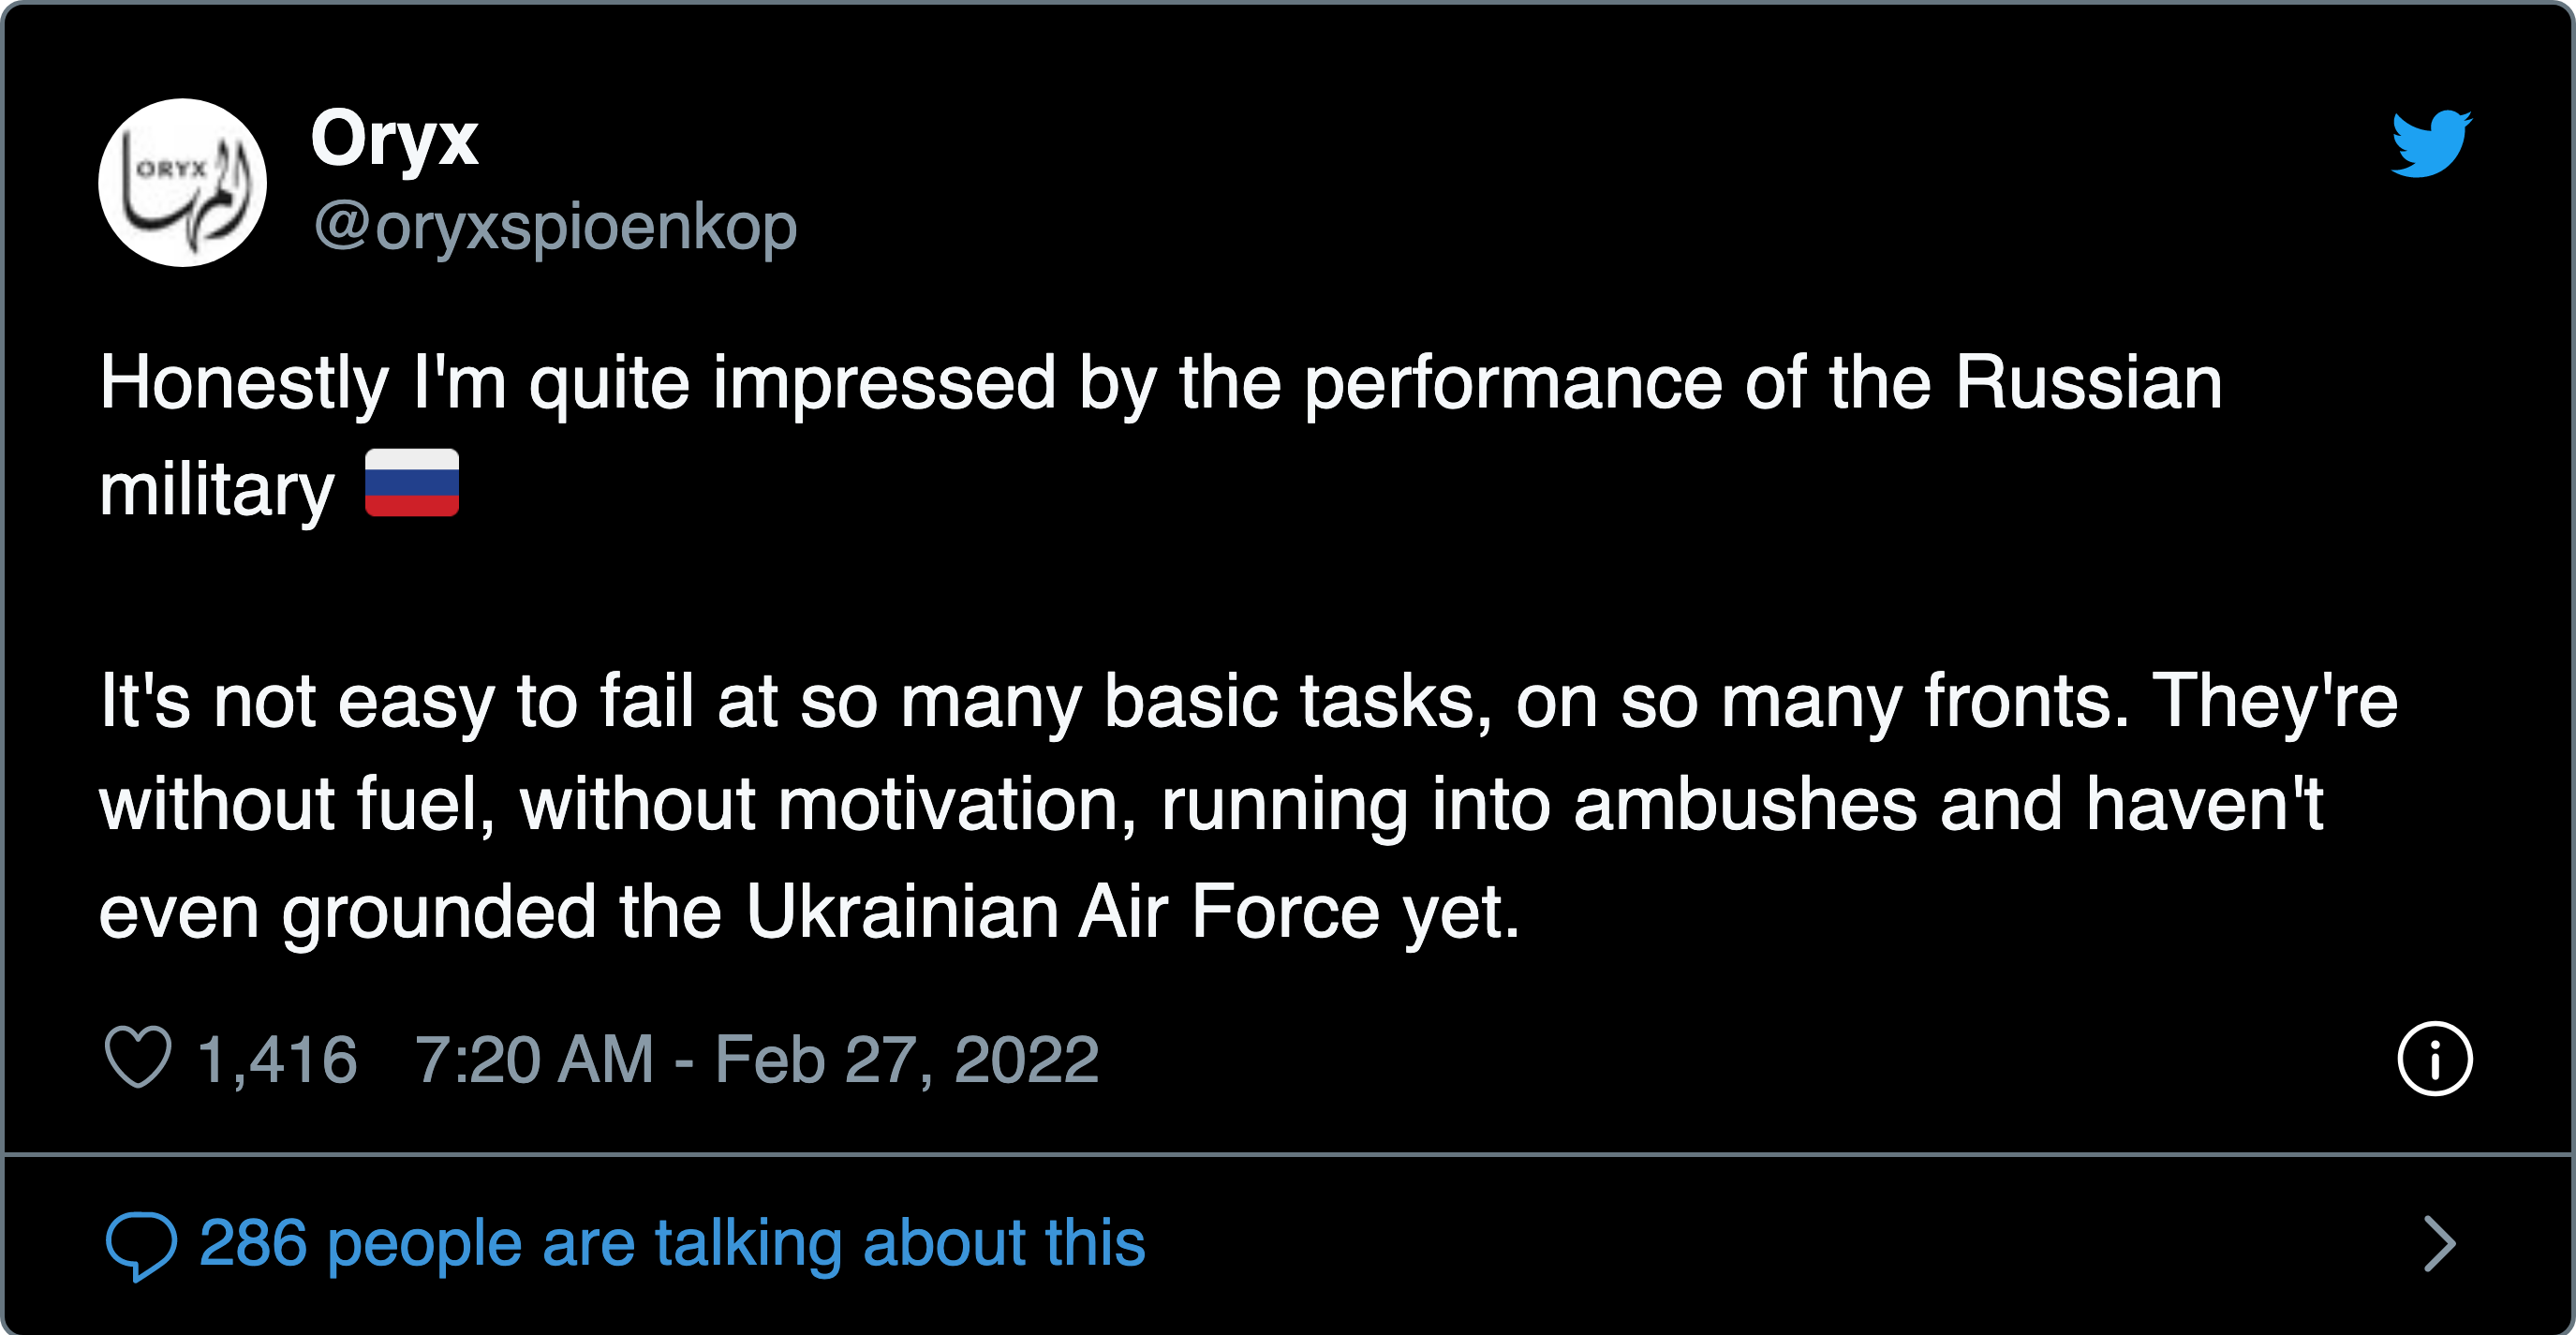 Oryx
ORYX المها
@oryxspioenkop
Honestly I'm quite impressed by the performance of the Russian
military 🇷🇺
It's not easy to fail at so many basic tasks, on so many fronts. They're
without fuel, without motivation, running into ambushes and haven't
even grounded the Ukrainian Air Force yet.
1,416 7:20 AM - Feb 27, 2022
286 people are talking about this